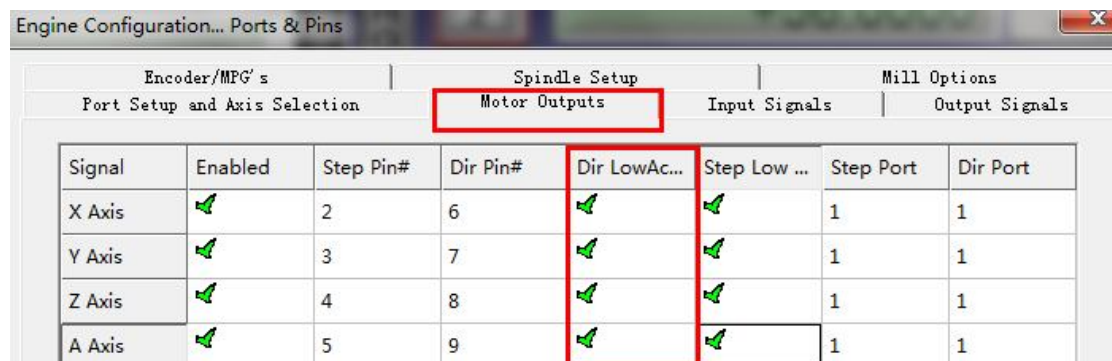 Engine Configuration... Ports & Pins
Encoder/MPG's Spindle Setup Mill Options
Port Setup and Axis Selection Motor Outputs Input Signals Output Signals
Signal Enabled Step Pin# Dir Pin# Dir LowAc... Step Low ... Step Port Dir Port
X Axis 2 6 1 1
Y Axis 3 7 1 1
Z Axis 4 8 1 1
A Axis 5 9 1 1